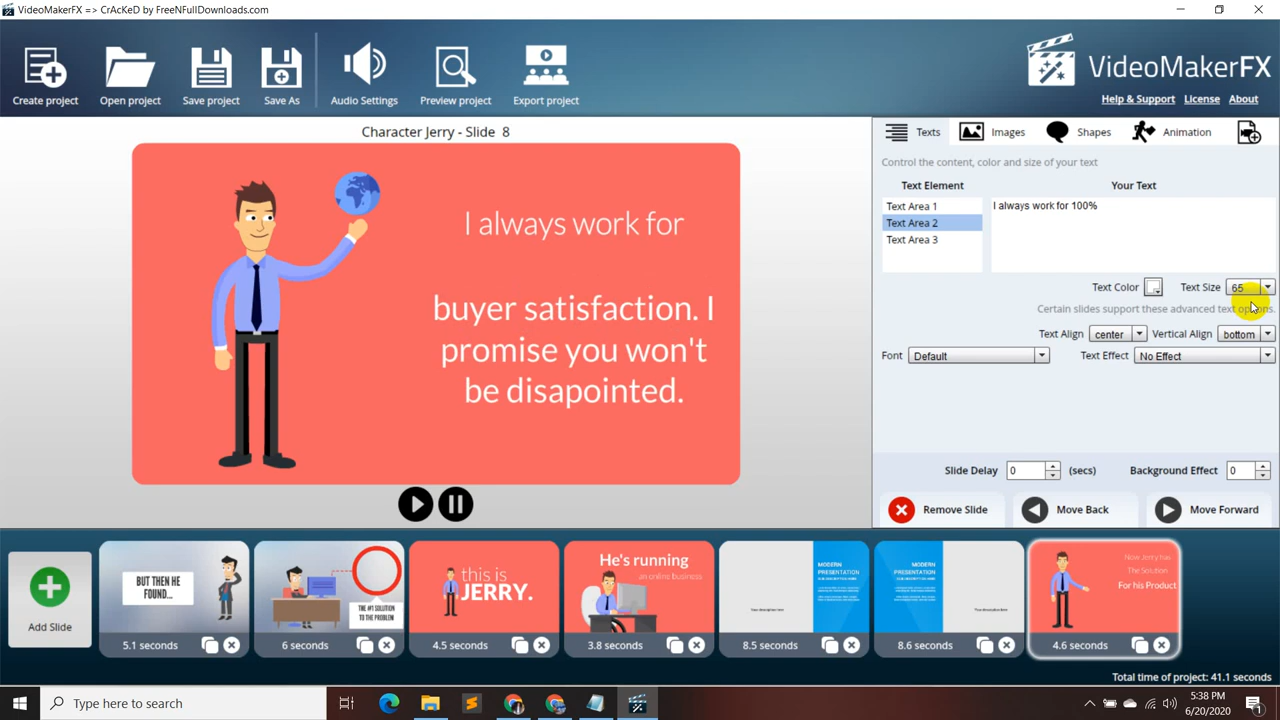 VideoMakerFX => CrAcKeD by FreeNFullDownloads.com
Create project
Open project
Save project
Save As
Audio Settings
Preview project
Export project
VideoMakerFX
Help & Support
License
About
Character Jerry - Slide 8
I always work for
buyer satisfaction. I
promise you won't
be disapointed.
Texts
Images
Shapes
Animation
Control the content, color and size of your text
Text Element
Your Text
Text Area 1
Text Area 2
Text Area 3
I always work for 100%
Text Color
Text Size
65
Certain slides support these advanced text options.
Text Align
center
Vertical Align
bottom
Font
Default
Text Effect
No Effect
Slide Delay
0
(secs)
Background Effect
0
Remove Slide
Move Back
Move Forward
Add Slide
BUT THEN HE
FOUND...
5.1 seconds
THE #1 SOLUTION
TO THE PROBLEM
6 seconds
this is
JERRY.
4.5 seconds
He's running
an online business
3.8 seconds
MODERN
PRESENTATION
Your description here
8.5 seconds
MODERN
PRESENTATION
Your description here
8.6 seconds
Now Jerry has
The Solution
For his Product
4.6 seconds
Total time of project: 41.1 seconds
Type here to search
5:38 PM
6/20/2020
1